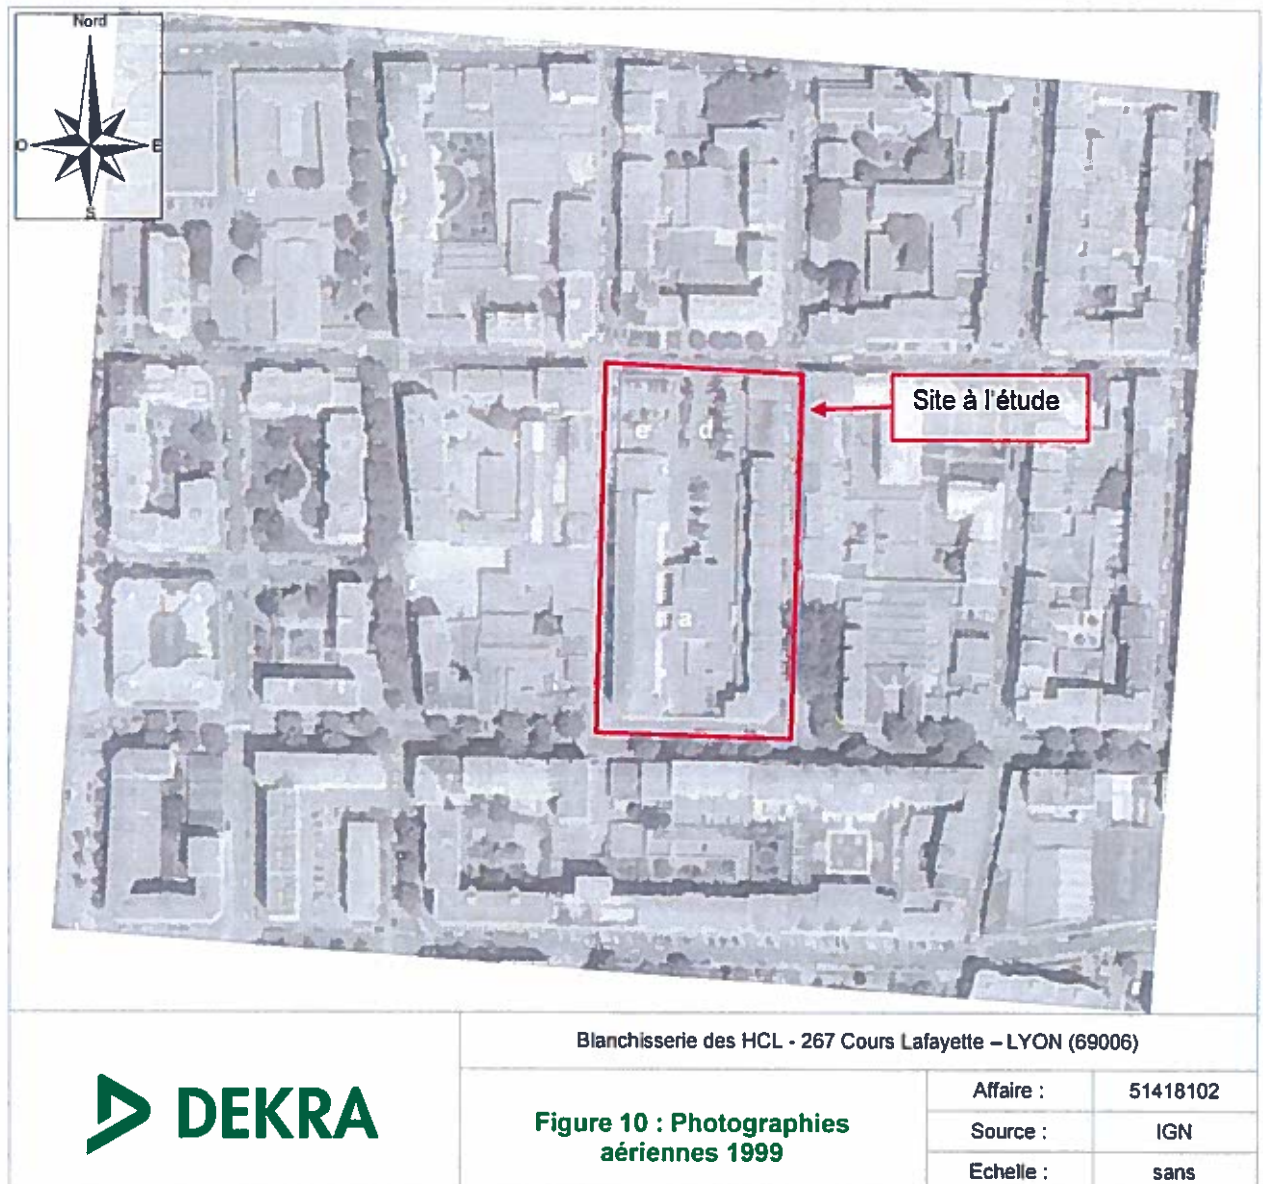 Nord
O
E
S
Site à l'étude
e
d
a
Blanchisserie des HCL - 267 Cours Lafayette – LYON (69006)
DEKRA
Figure 10 : Photographies
aériennes 1999
Affaire :
51418102
Source :
IGN
Echelle :
sans